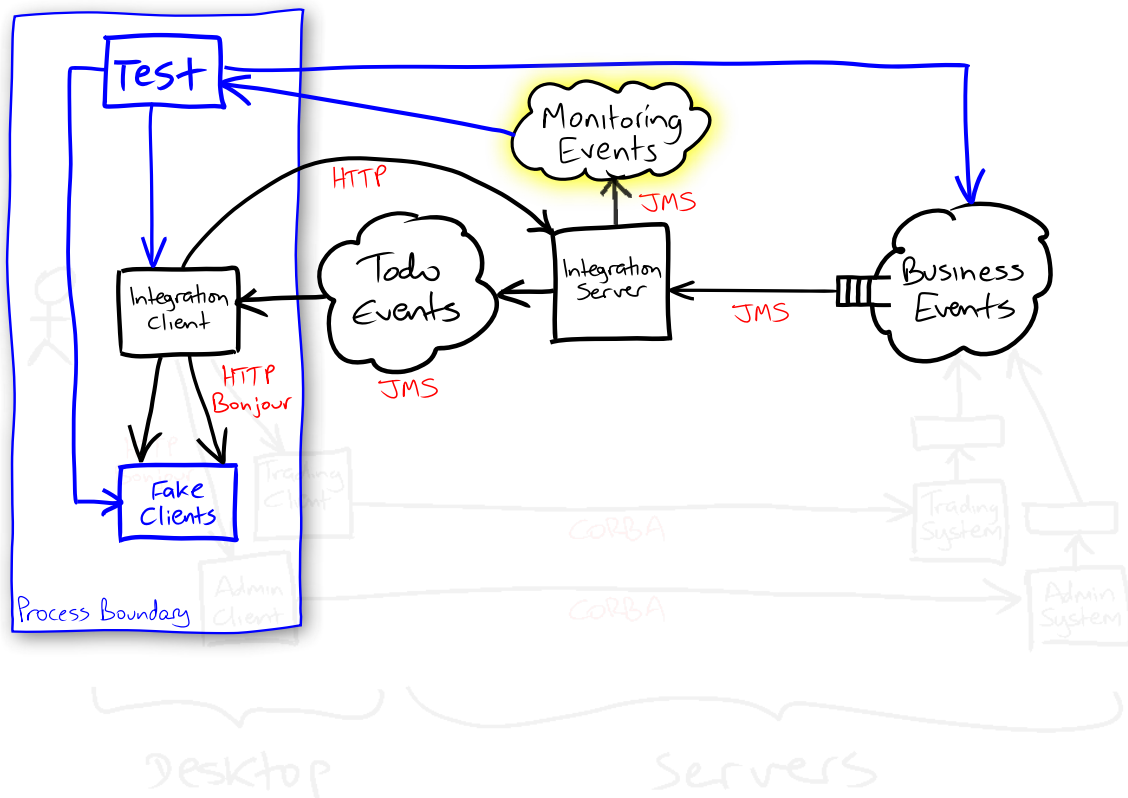 Test
Monitoring
Events
HTTP
JMS
Todo
Events
Integration
Server
Business
Events
Integration
Client
JMS
HTTP
Bonjour
JMS
Fake
Clients
Trading
Client
Trading
System
CORBA
Admin
Client
Admin
System
CORBA
Process Boundary
Desktop
Servers